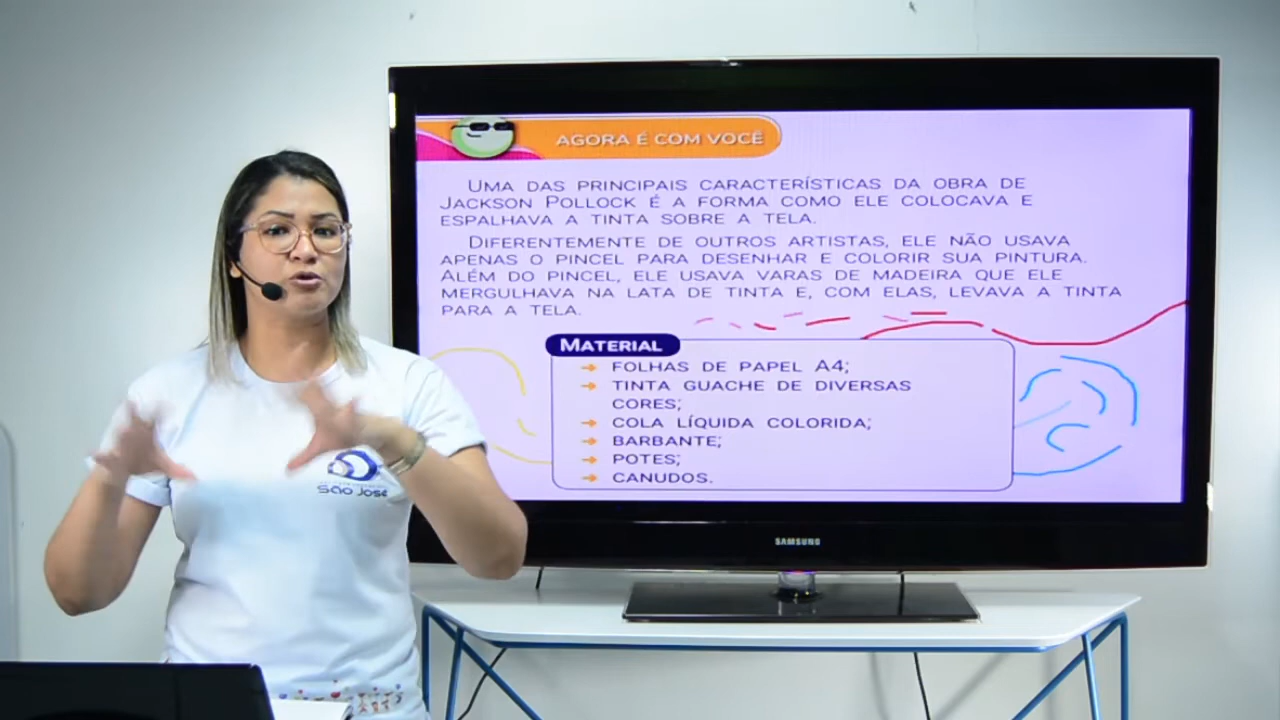 AGORA É COM VOCÊ
UMA DAS PRINCIPAIS CARACTERÍSTICAS DA OBRA DE
JACKSON POLLOCK É A FORMA COMO ELE COLOCAVA E
ESPALHAVA A TINTA SOBRE A TELA.
DIFERENTEMENTE DE OUTROS ARTISTAS, ELE NÃO USAVA
APENAS O PINCEL PARA DESENHAR E COLORIR SUA PINTURA.
ALÉM DO PINCEL, ELE USAVA VARAS DE MADEIRA QUE ELE
MERGULHAVA NA LATA DE TINTA E, COM ELAS, LEVAVA A TINTA
PARA A TELA.
MATERIAL
→ FOLHAS DE PAPEL A4;
→ TINTA GUACHE DE DIVERSAS
CORES;
→ COLA LÍQUIDA COLORIDA;
→ BARBANTE;
→ POTES;
→ CANUDOS.
São José
SAMSUNG